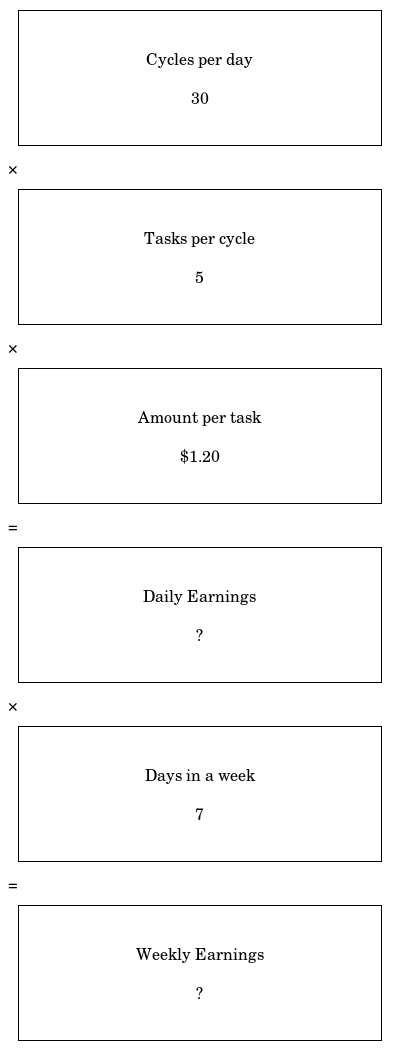 Cycles per day
30
×
Tasks per cycle
5
×
Amount per task
$1.20
=
Daily Earnings
?
×
Days in a week
7
=
Weekly Earnings
?